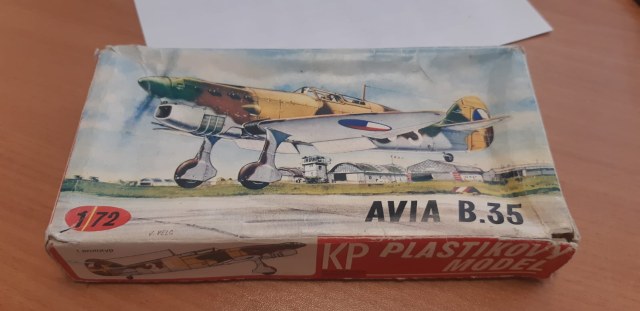 1/72
AVIA B.35
KP PLASTIKOVÝ
MODEL